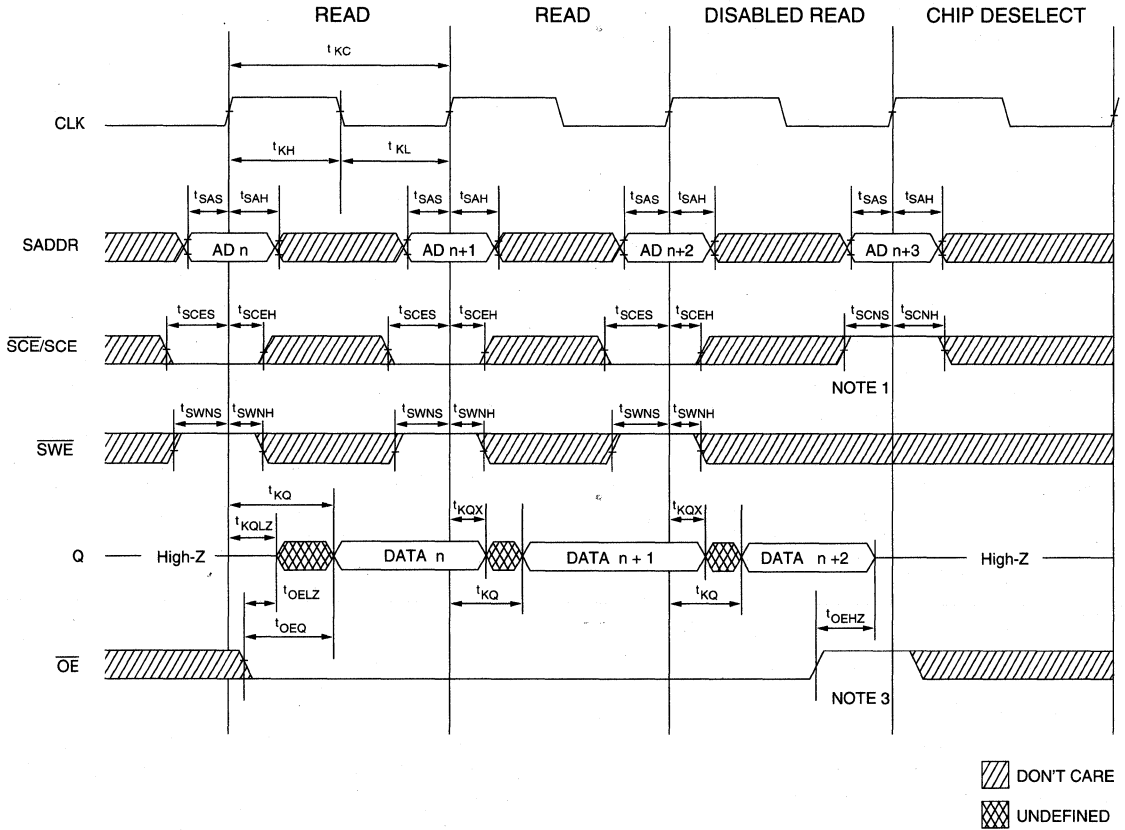 READ READ DISABLED READ CHIP DESELECT
tKC
CLK
tKH tKL
tSAS tSAH tSAS tSAH tSAS tSAH tSAS tSAH
SADDR AD n AD n+1 AD n+2 AD n+3
tSCES tSCEH tSCES tSCEH tSCES tSCEH tSCNS tSCNH
SCE/SCE
NOTE 1
tSWNS tSWNH tSWNS tSWNH tSWNS tSWNH
SWE
tKQ
tKQLZ tKQX tKQX
Q High-Z DATA n DATA n + 1 DATA n +2 High-Z
tOELZ tKQ tKQ
tOEQ tOEHZ
OE
NOTE 3
DON'T CARE
UNDEFINED